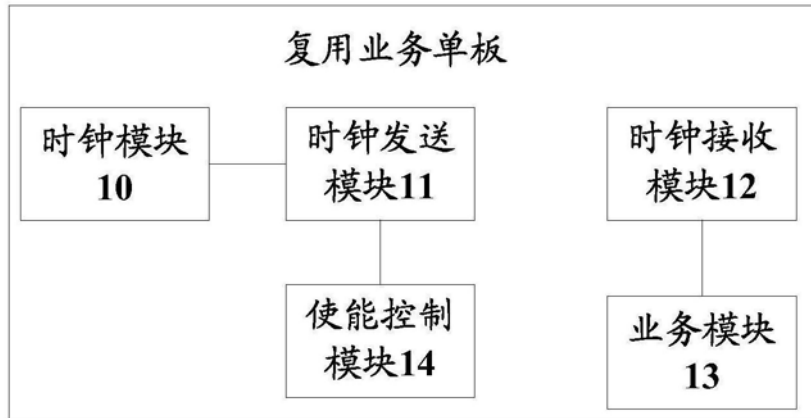 复用业务单板
时钟模块
10
时钟发送
模块11
时钟接收
模块12
使能控制
模块14
业务模块
13